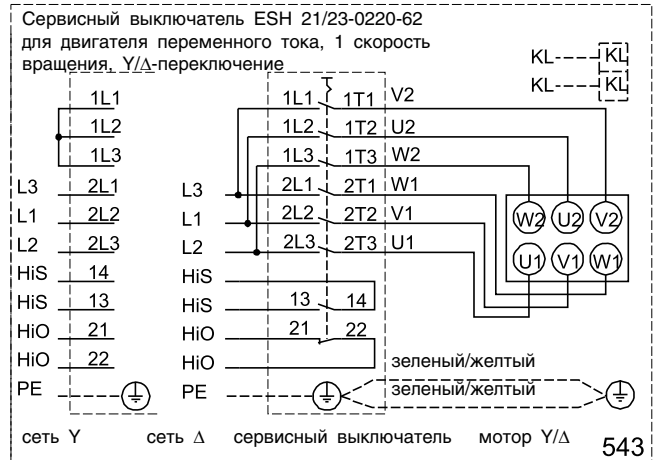 Сервисный выключатель ESH 21/23-0220-62
для двигателя переменного тока, 1 скорость
вращения, Y/Δ-переключение
KL KL
KL KL
1L1 1L1 1T1 V2
1L2 1L2 1T2 U2
1L3 1L3 1T3 W2
L3 2L1 L3 2L1 2T1 W1
L1 2L2 L1 2L2 2T2 V1
L2 2L3 L2 2L3 2T3 U1
W2 U2 V2
U1 V1 W1
HiS 14 HiS
HiS 13 HiS 13 14
HiO 21 HiO 21 22
HiO 22 HiO
зеленый/желтый
PE PE зеленый/желтый
сеть Y сеть Δ сервисный выключатель мотор Y/Δ
543